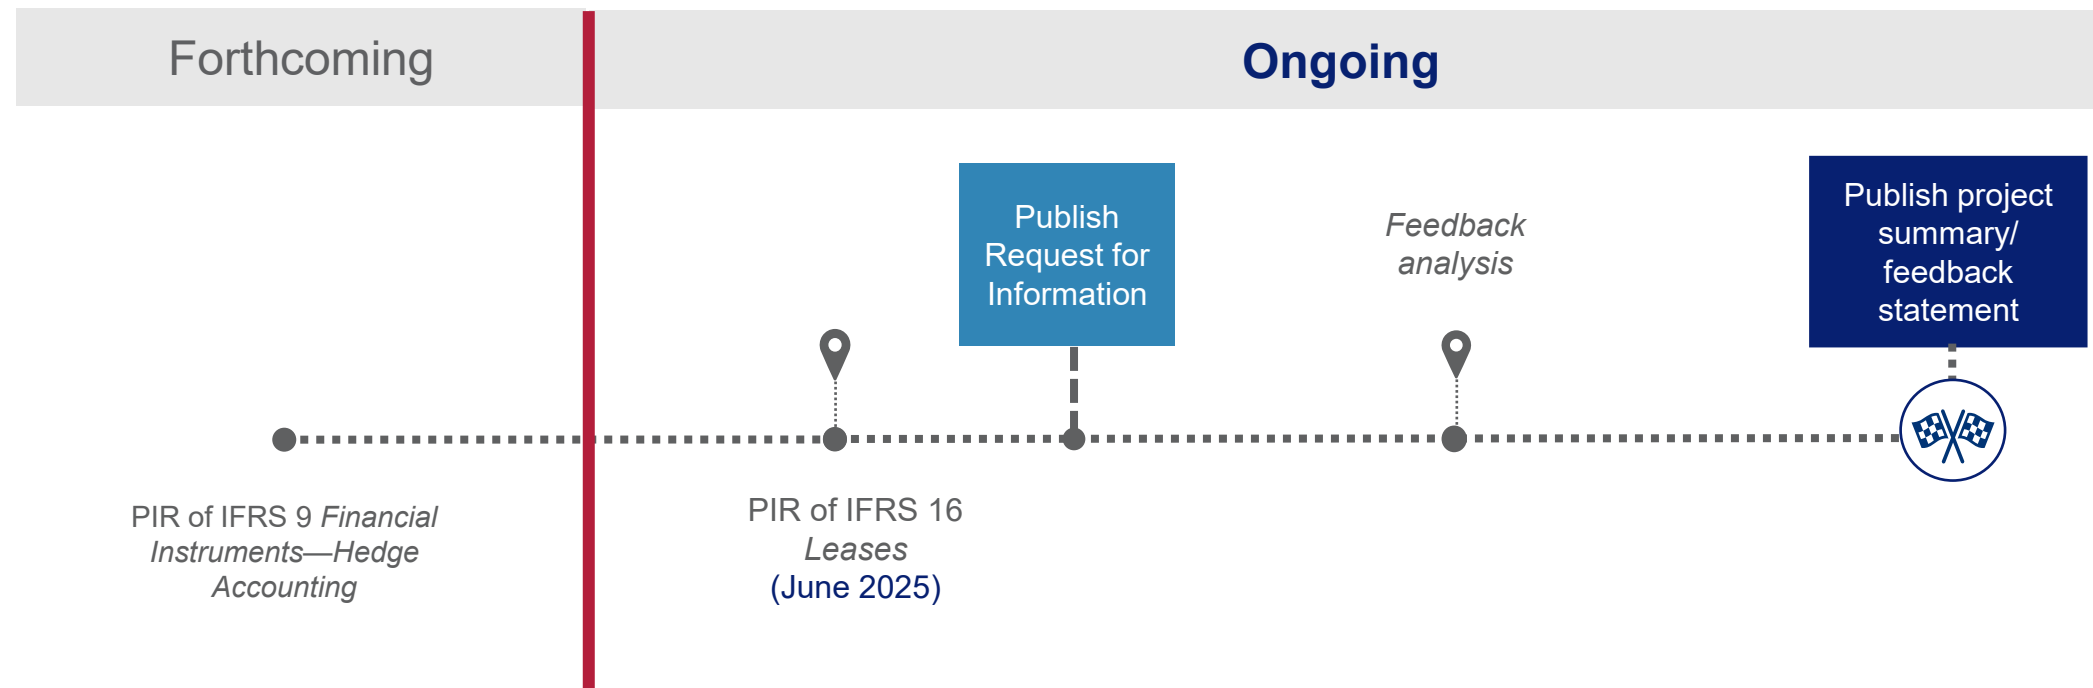 Forthcoming
Ongoing
Publish
Request for
Information
Feedback
analysis
Publish project
summary/
feedback
statement
PIR of IFRS 9 Financial
Instruments—Hedge
Accounting
PIR of IFRS 16
Leases
(June 2025)